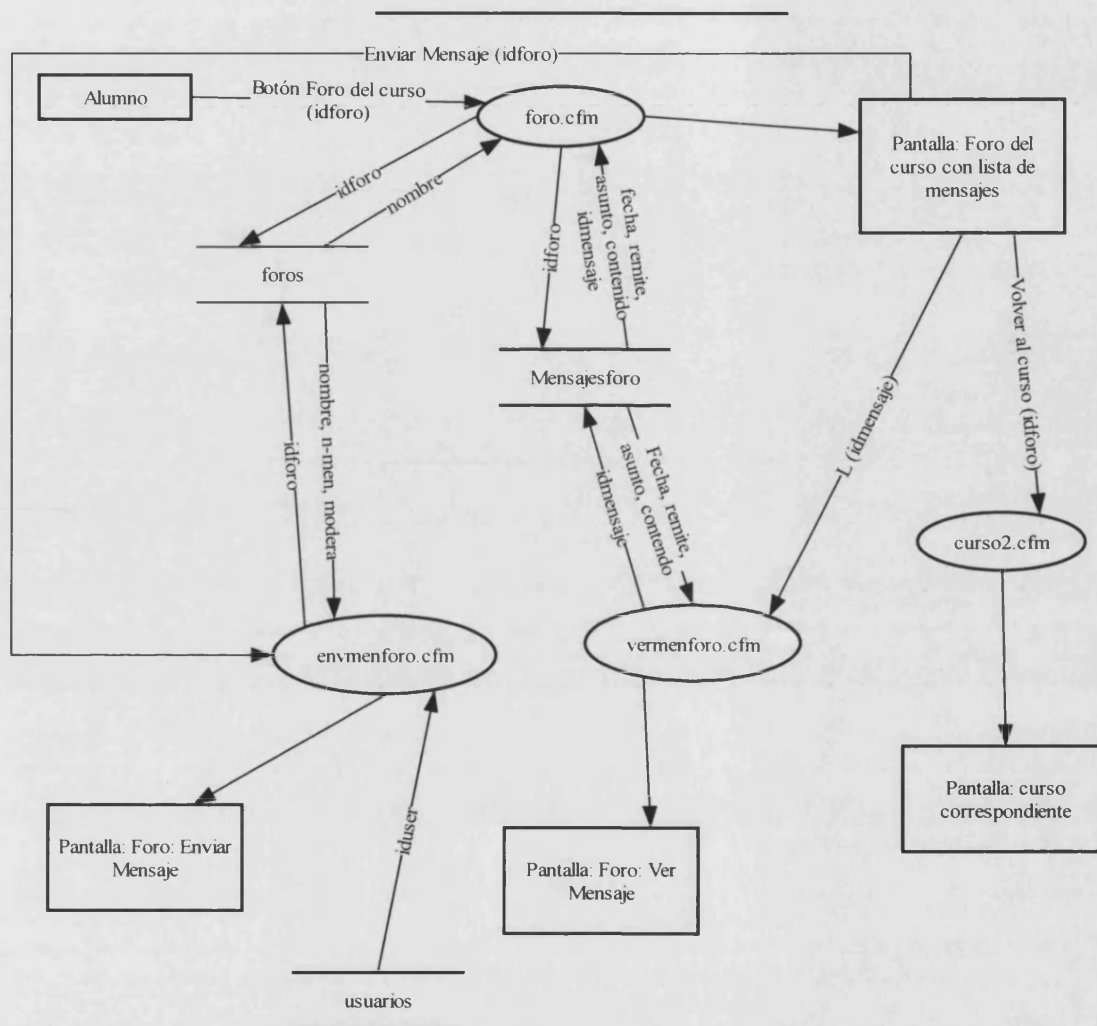 Enviar Mensaje (idforo)
Alumno
Botón Foro del curso
(idforo)
foro.cfm
Pantalla: Foro del
curso con lista de
mensajes
idforo
nombre
idforo
fecha, remite,
asunto, contenido
idmensaje
foros
Mensajesforo
Volver al curso (idforo)
L (idmensaje)
idforo
nombre, n-men, modera
idmensaje
Fecha, remite,
asunto, contendo
curso2.cfm
envmenforo.cfm
vermenforo.cfm
Pantalla: curso
correspondiente
Pantalla: Foro: Enviar
Mensaje
iduser
Pantalla: Foro: Ver
Mensaje
usuarios